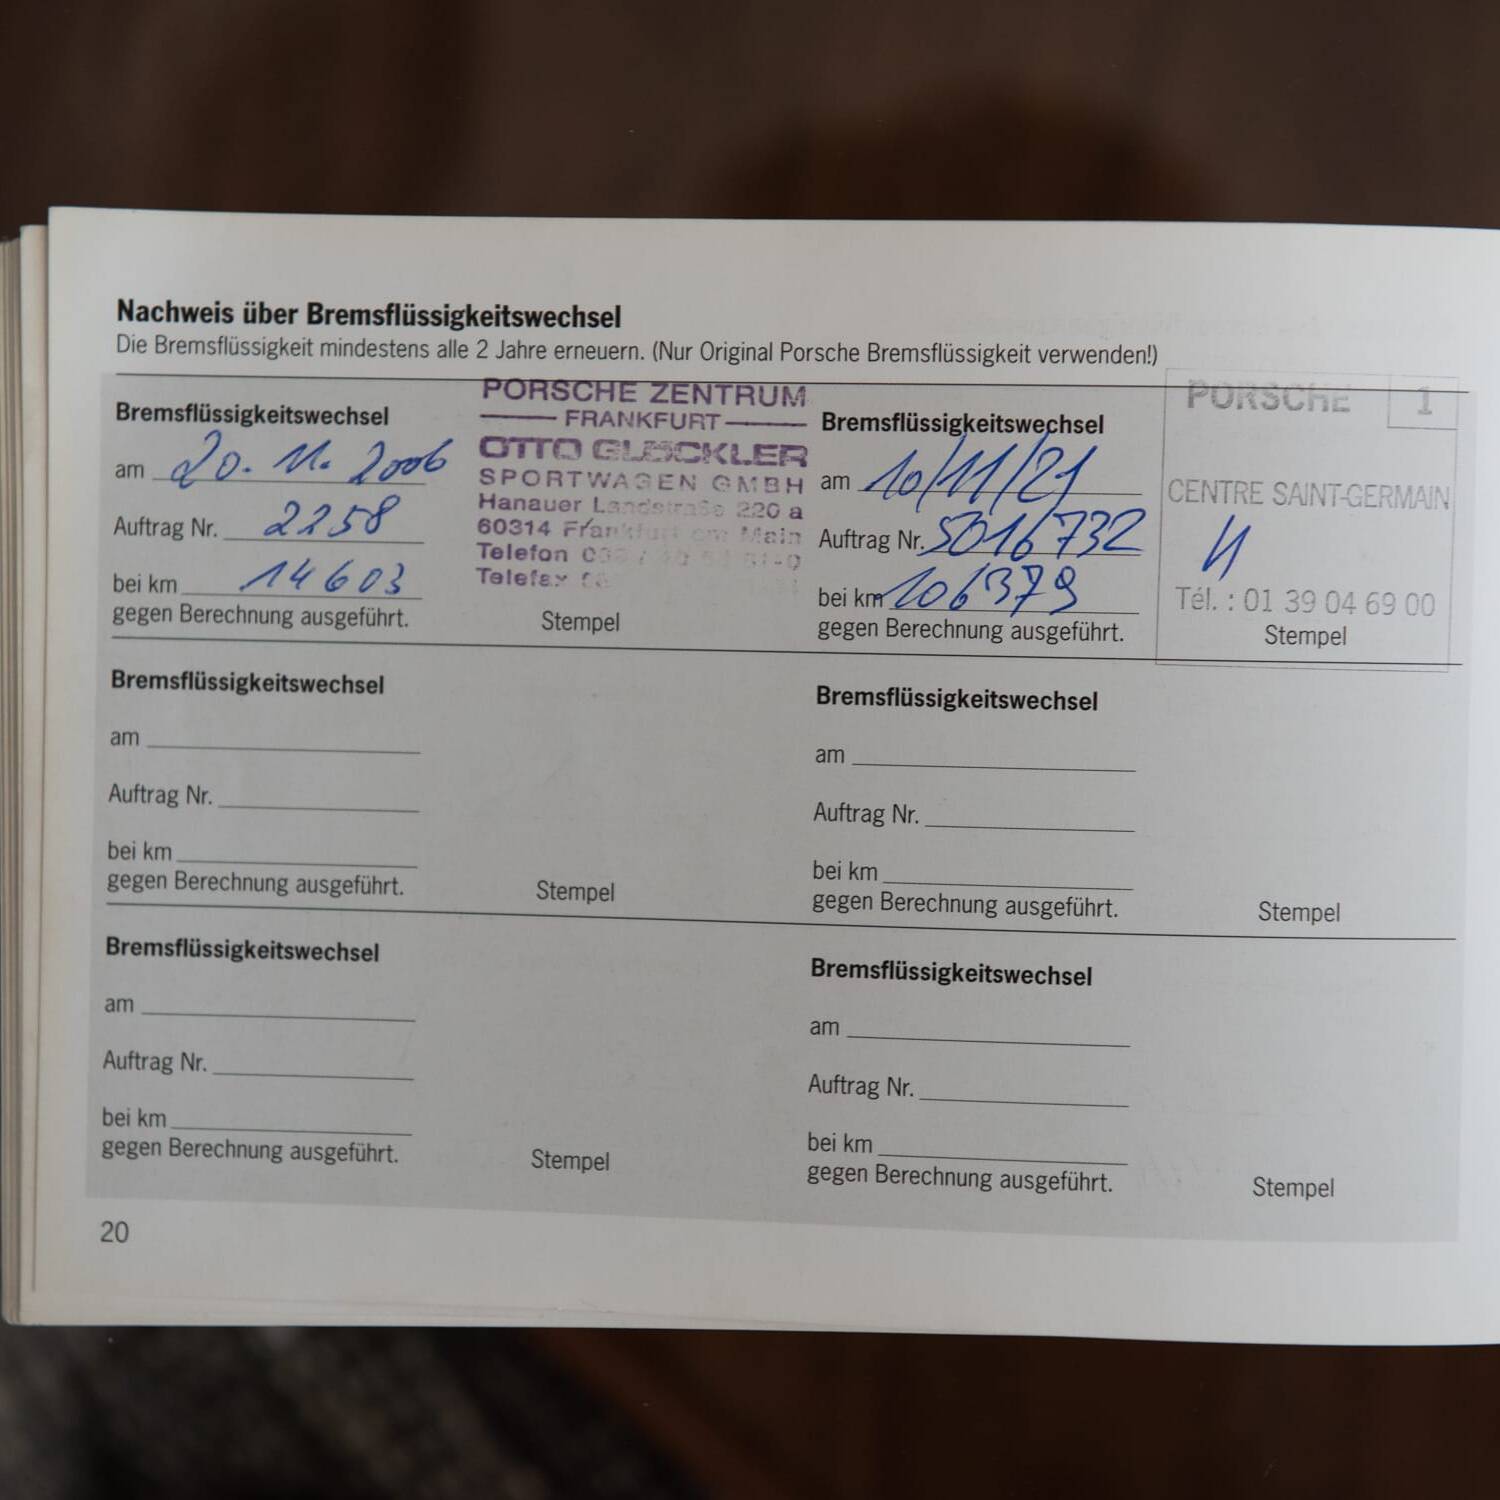 Nachweis über Bremsflüssigkeitswechsel
Die Bremsflüssigkeit mindestens alle 2 Jahre erneuern. (Nur Original Porsche Bremsflüssigkeit verwenden!)
Bremsflüssigkeitswechsel
am 20.11.2006
Auftrag Nr. 2258
bei km 14603
gegen Berechnung ausgeführt.
PORSCHE ZENTRUM
FRANKFURT
OTTO GLÖCKLER
SPORTWAGEN GMBH
Hanauer Landstraße 220 a
60314 Frankfurt am Main
Telefon
Telefax
Stempel
Bremsflüssigkeitswechsel
am 10/11/21
Auftrag Nr. 5016732
bei km 106379
gegen Berechnung ausgeführt.
PORSCHE 1
CENTRE SAINT-GERMAIN
Tél. : 01 39 04 69 00
Stempel
Bremsflüssigkeitswechsel
am
Auftrag Nr.
bei km
gegen Berechnung ausgeführt.
Stempel
Bremsflüssigkeitswechsel
am
Auftrag Nr.
bei km
gegen Berechnung ausgeführt.
Stempel
Bremsflüssigkeitswechsel
am
Auftrag Nr.
bei km
gegen Berechnung ausgeführt.
Stempel
Bremsflüssigkeitswechsel
am
Auftrag Nr.
bei km
gegen Berechnung ausgeführt.
Stempel
20